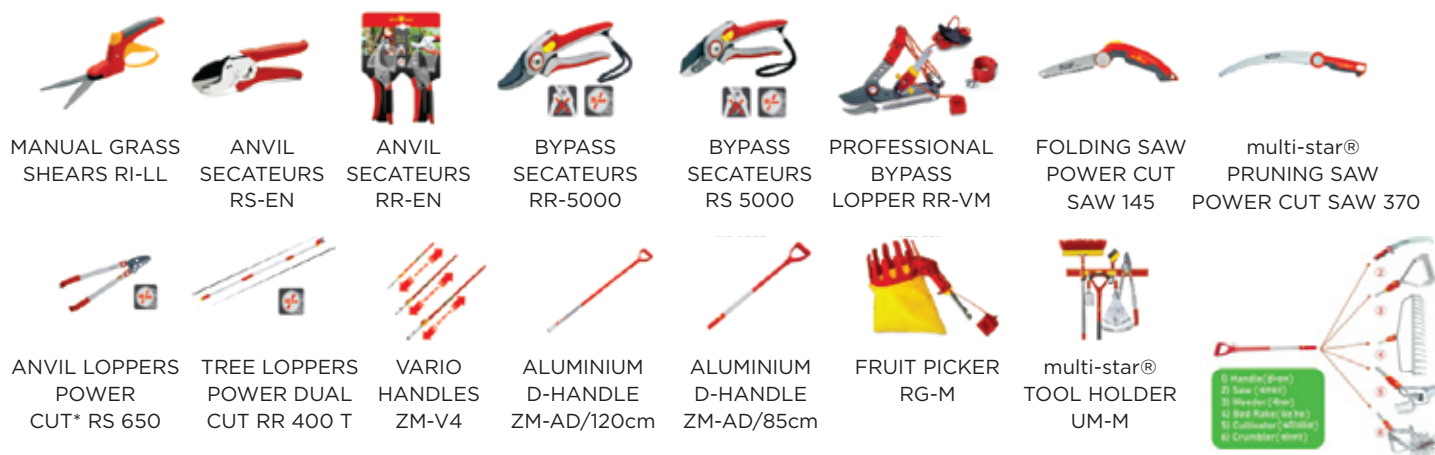 MANUAL GRASS
SHEARS RI-LL
ANVIL
SECATEURS
RS-EN
ANVIL
SECATEURS
RR-EN
BYPASS
SECATEURS
RR-5000
BYPASS
SECATEURS
RS 5000
PROFESSIONAL
BYPASS
LOPPER RR-VM
FOLDING SAW
POWER CUT
SAW 145
multi-star®
PRUNING SAW
POWER CUT SAW 370
ANVIL LOPPERS
POWER
CUT* RS 650
TREE LOPPERS
POWER DUAL
CUT RR 400 T
VARIO
HANDLES
ZM-V4
ALUMINIUM
D-HANDLE
ZM-AD/120cm
ALUMINIUM
D-HANDLE
ZM-AD/85cm
FRUIT PICKER
RG-M
multi-star®
TOOL HOLDER
UM-M
1) Handle
2) Saw
3) Weeder
4) Bed Rake
5) Cultivator
6) Crumbler